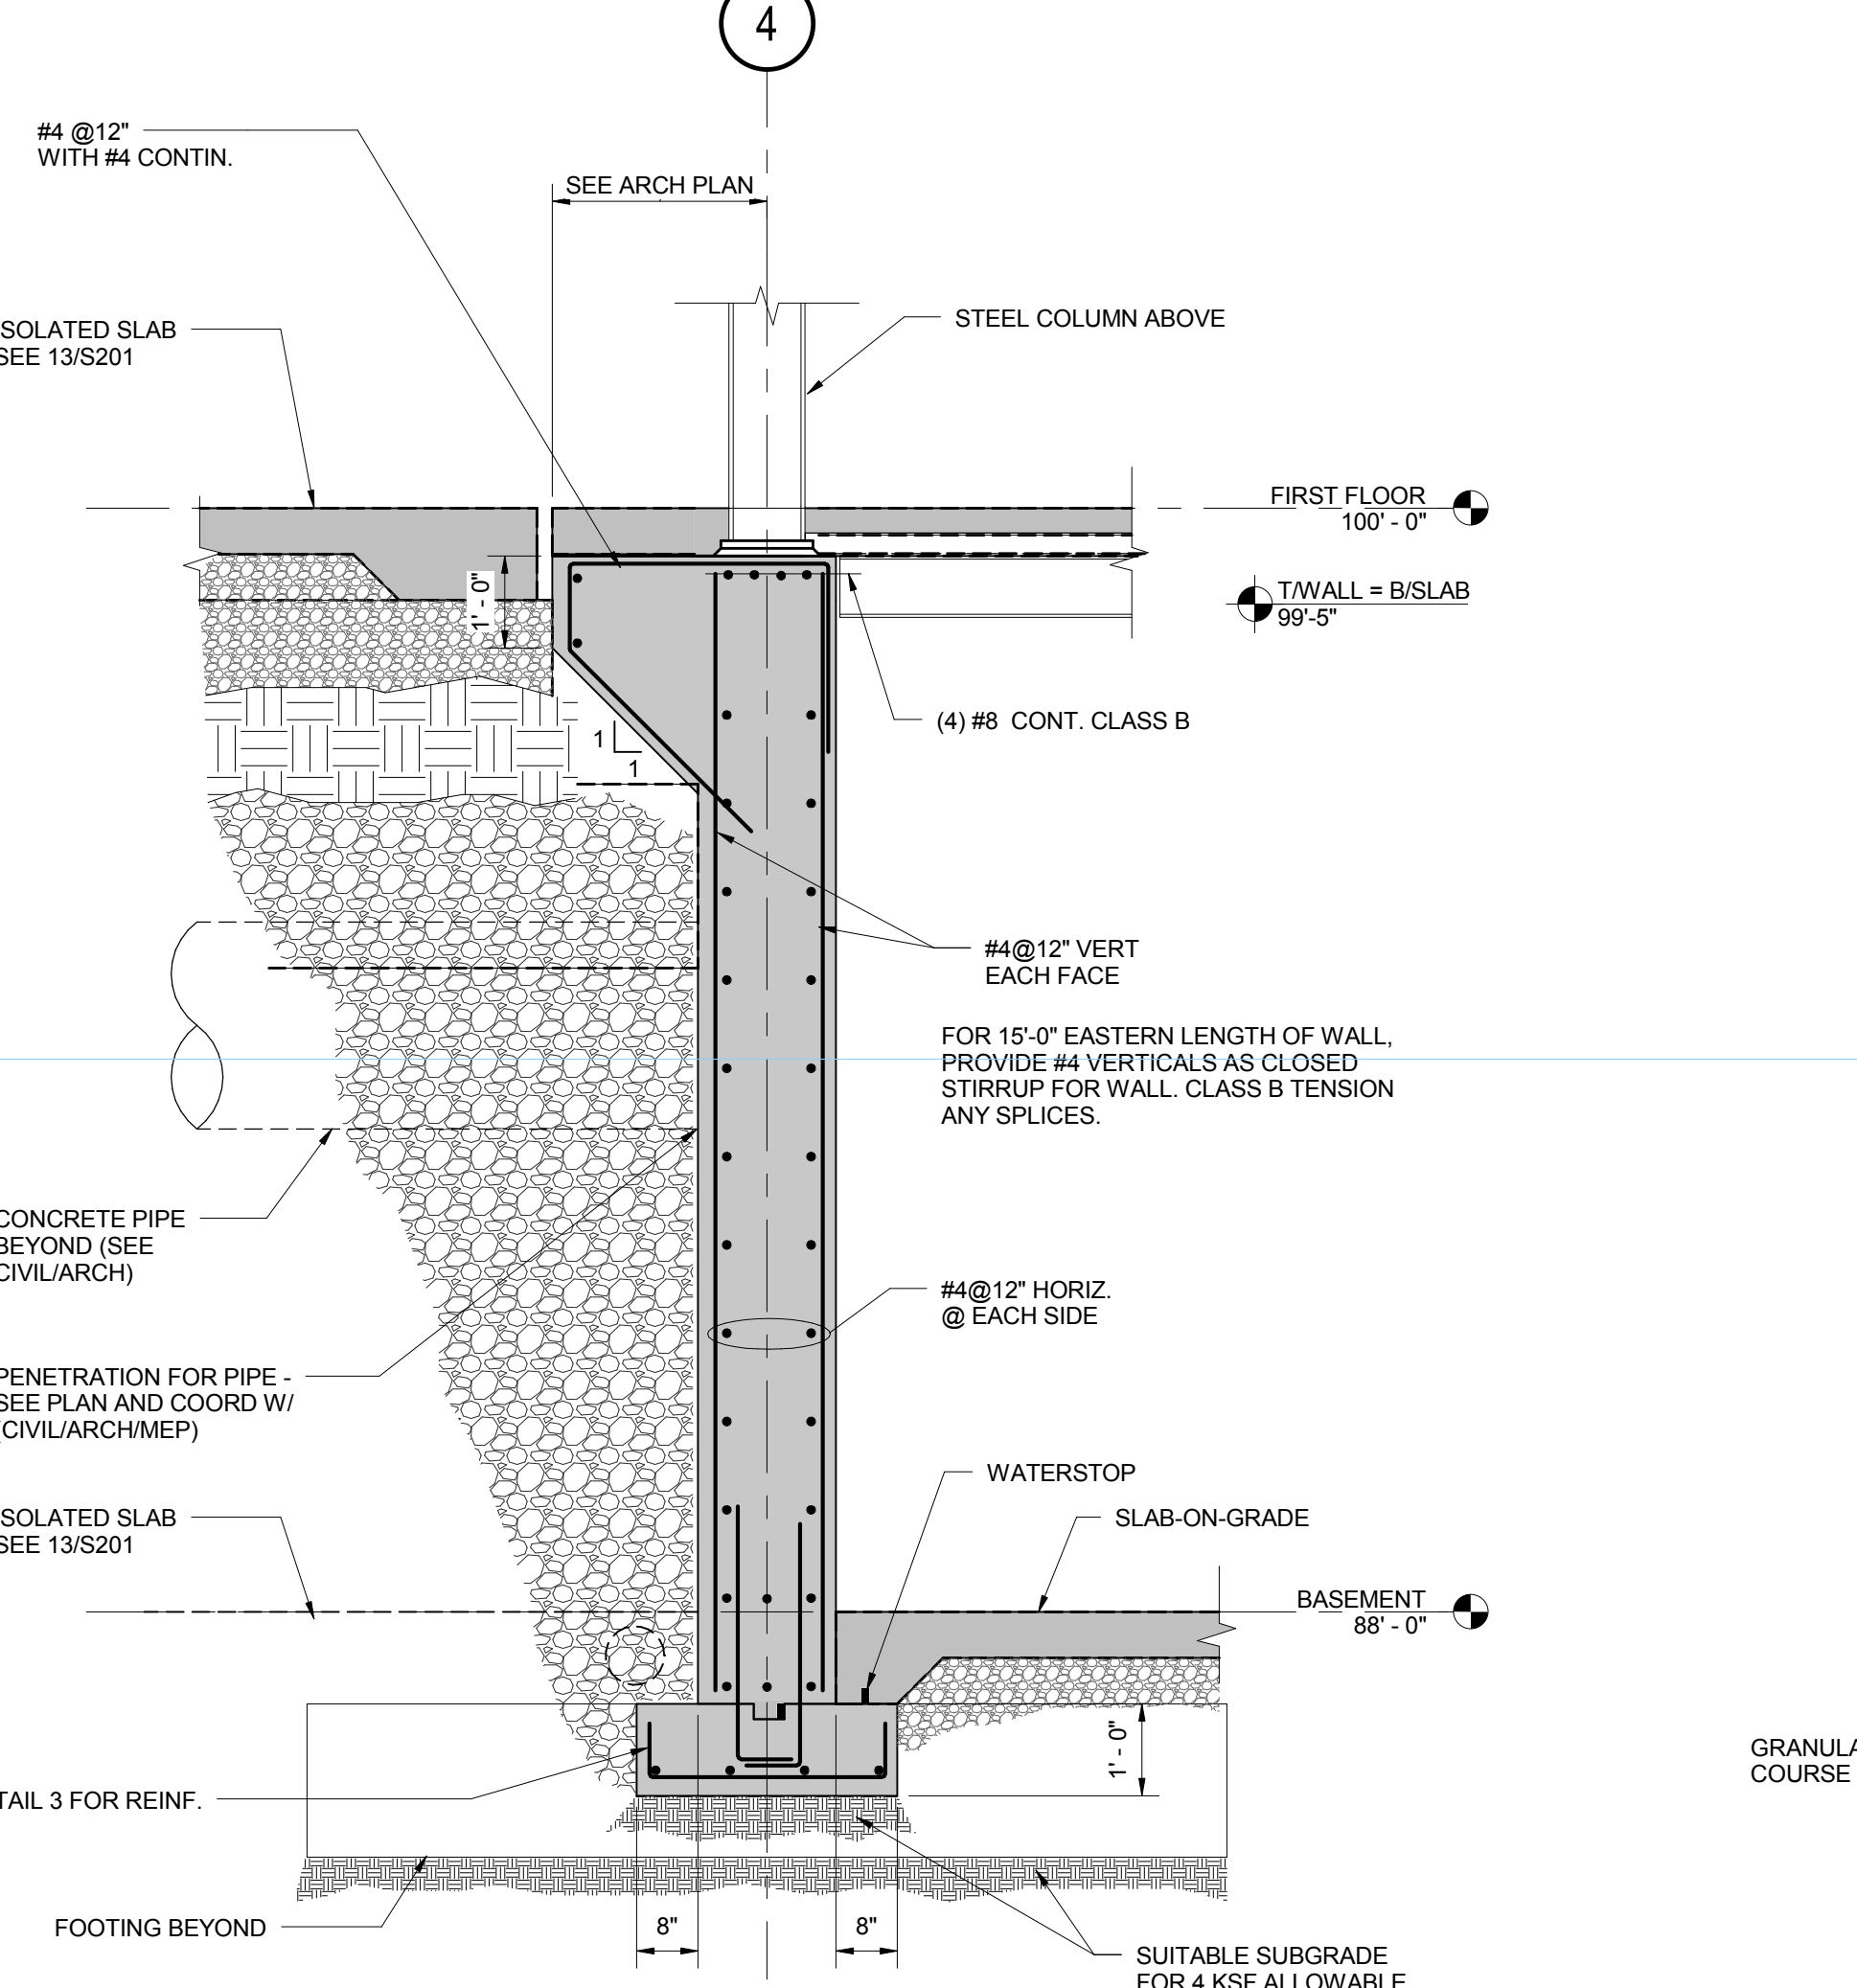 4
#4 @12"
WITH #4 CONTIN.
SEE ARCH PLAN
SOLATED SLAB
SEE 13/S201
STEEL COLUMN ABOVE
FIRST FLOOR
100' - 0"
1' - 0"
T/WALL = B/SLAB
99'-5"
(4) #8 CONT. CLASS B
1
1
#4@12" VERT
EACH FACE
FOR 15'-0" EASTERN LENGTH OF WALL,
PROVIDE #4 VERTICALS AS CLOSED
STIRRUP FOR WALL. CLASS B TENSION
ANY SPLICES.
CONCRETE PIPE
BEYOND (SEE
CIVIL/ARCH)
#4@12" HORIZ.
@ EACH SIDE
PENETRATION FOR PIPE -
SEE PLAN AND COORD W/
(CIVIL/ARCH/MEP)
WATERSTOP
SOLATED SLAB
SEE 13/S201
SLAB-ON-GRADE
BASEMENT
88' - 0"
1' - 0"
GRANULA
COURSE
TAIL 3 FOR REINF.
FOOTING BEYOND
8"
8"
SUITABLE SUBGRADE
FOR 4 KSF ALLOWABLE